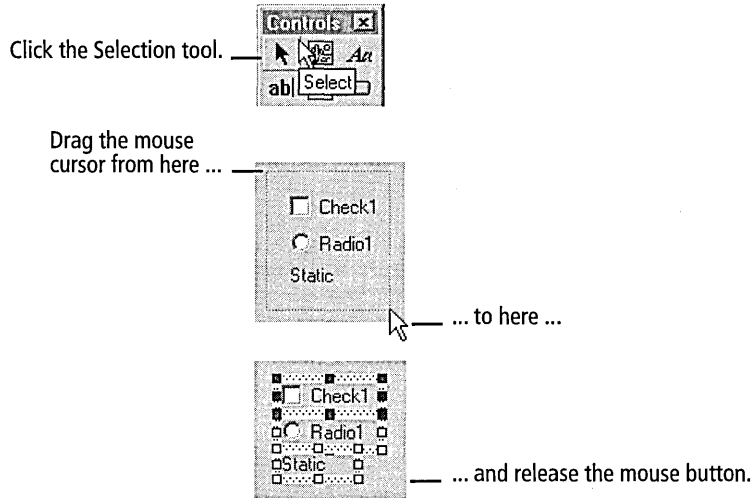 Controls
Click the Selection tool.
Aa
ab|
Select
Drag the mouse
cursor from here ...
Check1
Radio1
Static
... to here ...
Check1
Radio1
Static
... and release the mouse button.